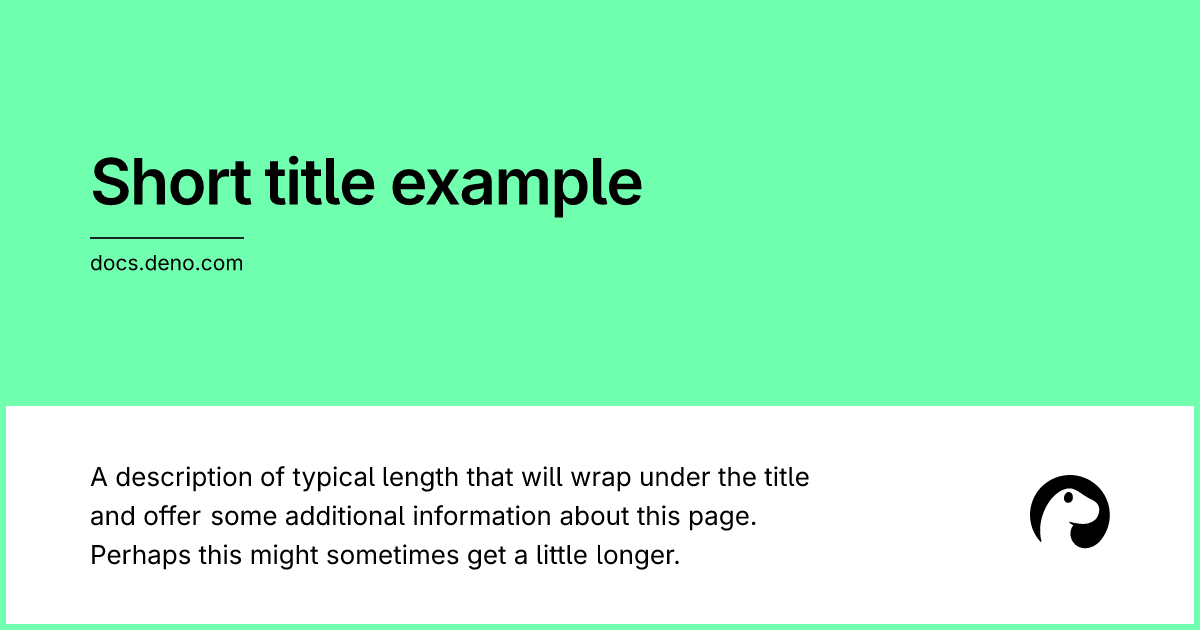 Short title example
docs.deno.com
A description of typical length that will wrap under the title
and offer some additional information about this page.
Perhaps this might sometimes get a little longer.